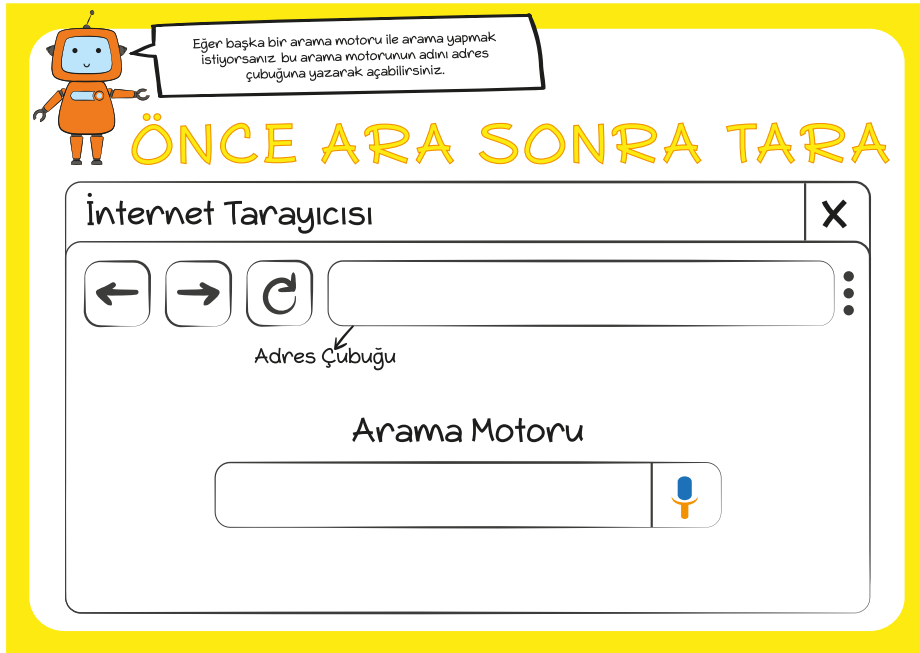 Eğer başka bir arama motoru ile arama yapmak
istiyorsanız bu arama motorunun adını adres
çubuğuna yazarak açabilirsiniz.
ÖNCE ARA SONRA TARA
İnternet Tarayıcısı
X
Adres Çubuğu
Arama Motoru